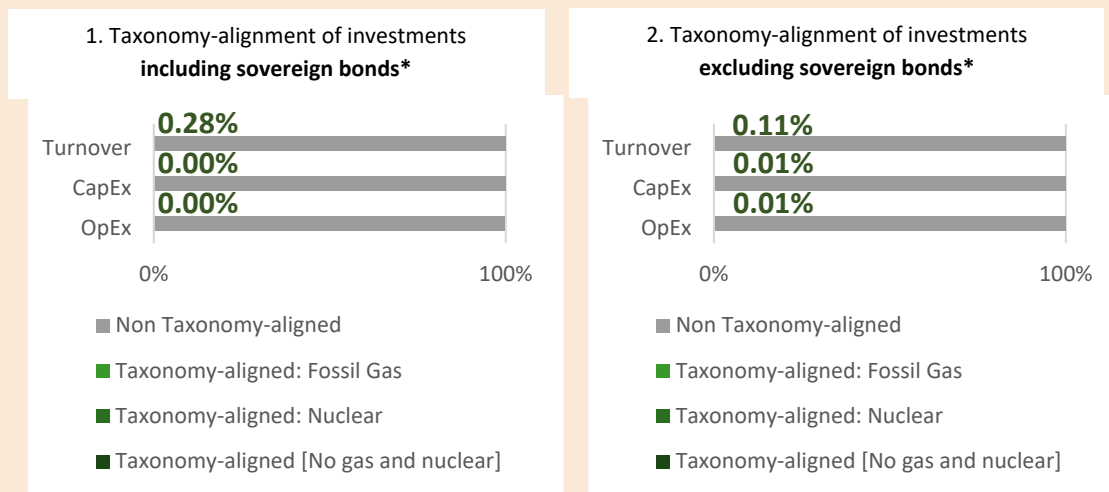 1. Taxonomy-alignment of investments
including sovereign bonds*
0.28%
Turnover
0.00%
CapEx
0.00%
OpEx
0%
100%
Non Taxonomy-aligned
Taxonomy-aligned: Fossil Gas
Taxonomy-aligned: Nuclear
Taxonomy-aligned [No gas and nuclear]
2. Taxonomy-alignment of investments
excluding sovereign bonds*
0.11%
Turnover
0.01%
CapEx
0.01%
OpEx
0%
100%
Non Taxonomy-aligned
Taxonomy-aligned: Fossil Gas
Taxonomy-aligned: Nuclear
Taxonomy-aligned [No gas and nuclear]